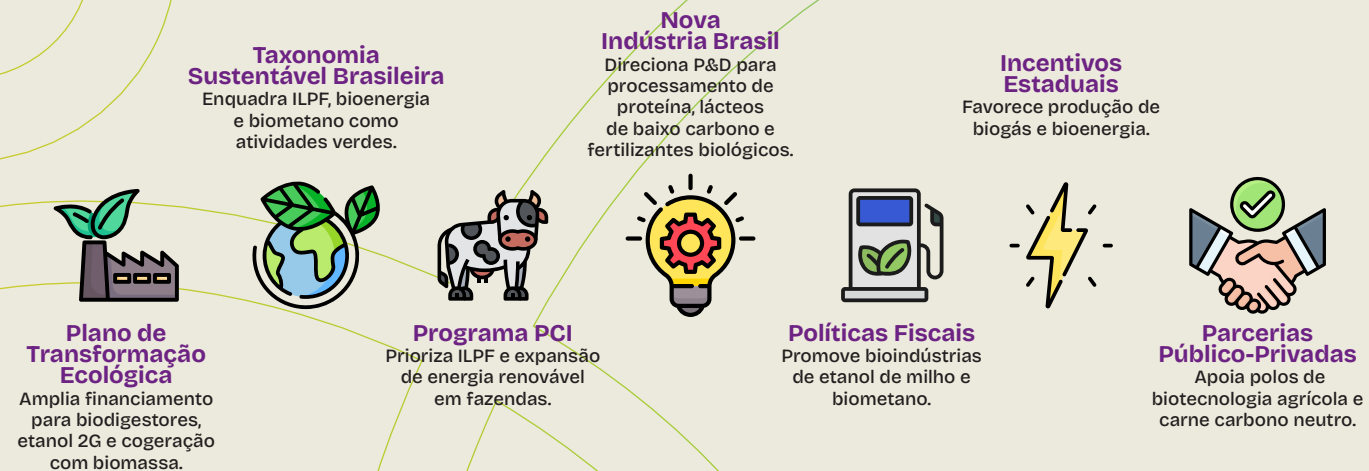 Plano de
Transformação
Ecológica
Amplia financiamento
para biodigestores,
etanol 2G e cogeração
com biomassa.
Taxonomia
Sustentável Brasileira
Enquadra ILPF, bioenergia
e biometano como
atividades verdes.
Programa PCI
Prioriza ILPF e expansão
de energia renovável
em fazendas.
Nova
Indústria Brasil
Direciona P&D para
processamento de
proteína, lácteos
de baixo carbono e
fertilizantes biológicos.
Políticas Fiscais
Promove bioindústrias
de etanol de milho e
biometano.
Incentivos
Estaduais
Favorece produção de
biogás e bioenergia.
Parcerias
Público-Privadas
Apoia polos de
biotecnologia agrícola e
carne carbono neutro.